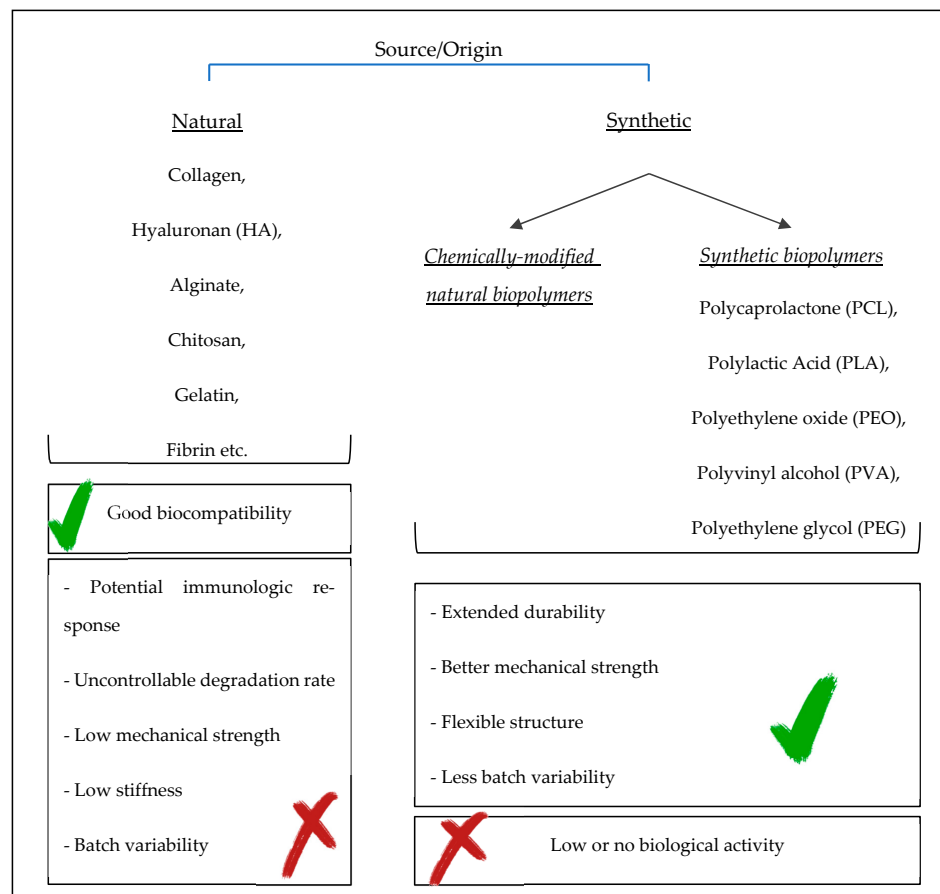 Source/Origin
Natural
Collagen,
Hyaluronan (HA),
Alginate,
Chitosan,
Gelatin,
Fibrin etc.
Good biocompatibility
- Potential immunologic re-
sponse
- Uncontrollable degradation rate
- Low mechanical strength
- Low stiffness
- Batch variability
Synthetic
Chemically-modified
natural biopolymers
Synthetic biopolymers
Polycaprolactone (PCL),
Polylactic Acid (PLA),
Polyethylene oxide (PEO),
Polyvinyl alcohol (PVA),
Polyethylene glycol (PEG)
- Extended durability
- Better mechanical strength
- Flexible structure
- Less batch variability
Low or no biological activity